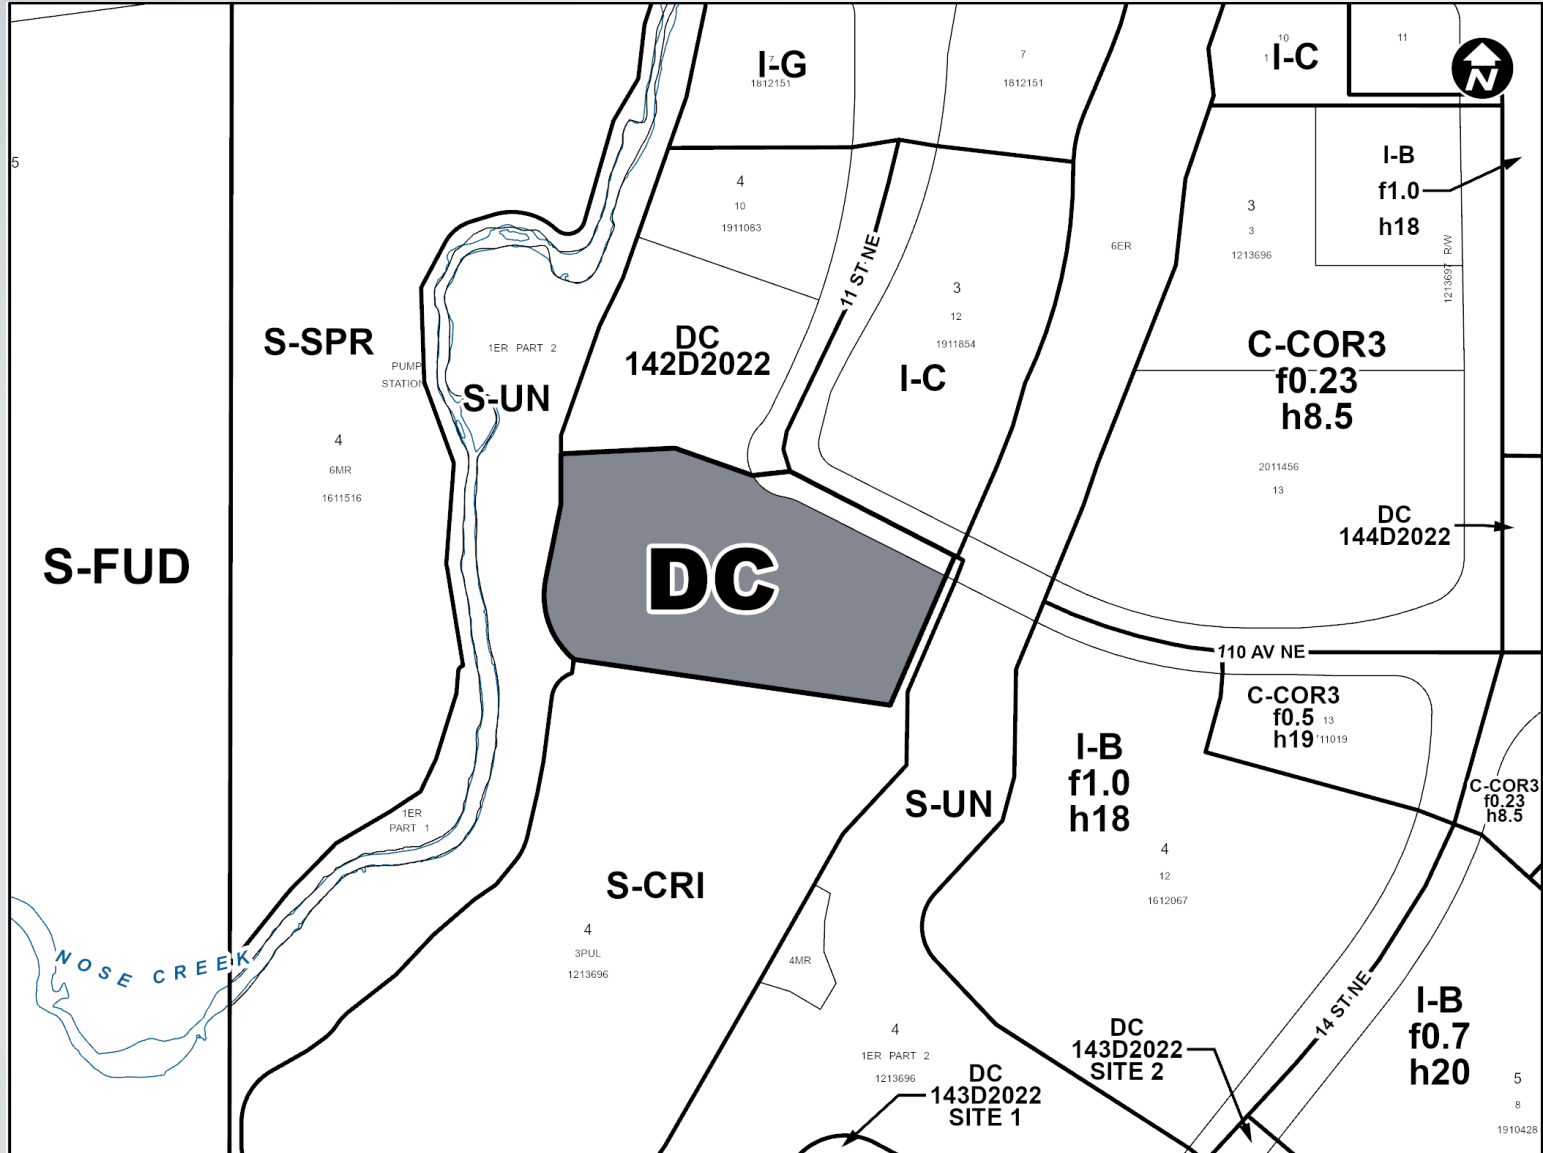 10
11
7
I-G
1812151
7
1812151
1
I-C
N
5
I-B
f1.0
h18
4
10
1911083
3
3
1213696
6ER
11 ST NE
1213697 R/W
3
12
1911854
S-SPR
1ER PART 2
PUMP
STATION
S-UN
DC
142D2022
I-C
C-COR3
f0.23
h8.5
4
6MR
1611516
2011456
13
DC
144D2022
S-FUD
DC
110 AV NE
C-COR3
f0.5
13
h19
11019
I-B
f1.0
h18
C-COR3
f0.23
h8.5
S-UN
1ER
PART 1
4
12
1612067
S-CRI
4
3PUL
1213696
NOSE CREEK
4MR
14 ST NE
I-B
f0.7
h20
4
1ER PART 2
1213696
DC
143D2022
SITE 2
DC
143D2022
SITE 1
5
8
1910428